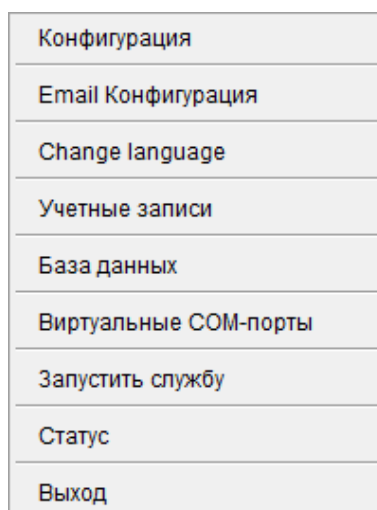 Конфигурация
Email Конфигурация
Change language
Учетные записи
База данных
Виртуальные COM-порты
Запустить службу
Статус
Выход